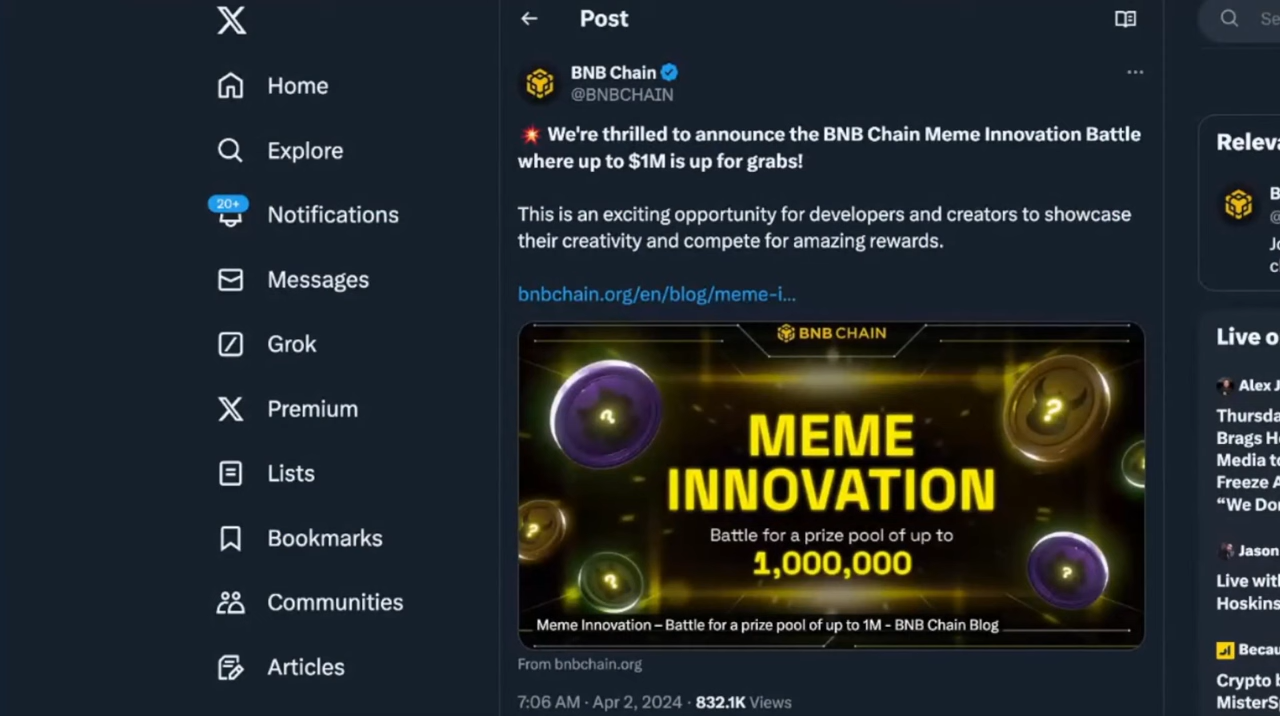 Home
Explore
20+
Notifications
Messages
Grok
Premium
Lists
Bookmarks
Communities
Articles
Post
BNB Chain
@BNBCHAIN
💥 We're thrilled to announce the BNB Chain Meme Innovation Battle
where up to $1M is up for grabs!
This is an exciting opportunity for developers and creators to showcase
their creativity and compete for amazing rewards.
bnbchain.org/en/blog/meme-i...
BNB CHAIN
MEME
INNOVATION
Battle for a prize pool of up to
1,000,000
Meme Innovation – Battle for a prize pool of up to 1M - BNB Chain Blog
From bnbchain.org
7:06 AM · Apr 2, 2024 · 832.1K Views
Live o
Alex J
Thursda
Brags H
Media to
Freeze A
“We Do
Jason
Live with
Hoskins
Becau
Crypto b
MisterS